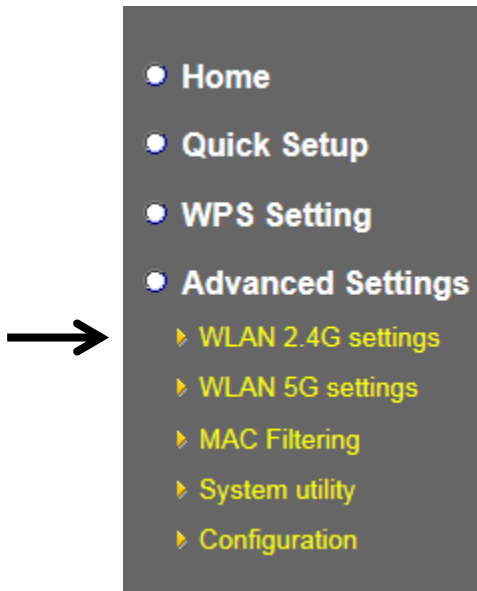 Home
Quick Setup
WPS Setting
Advanced Settings
WLAN 2.4G settings
WLAN 5G settings
MAC Filtering
System utility
Configuration